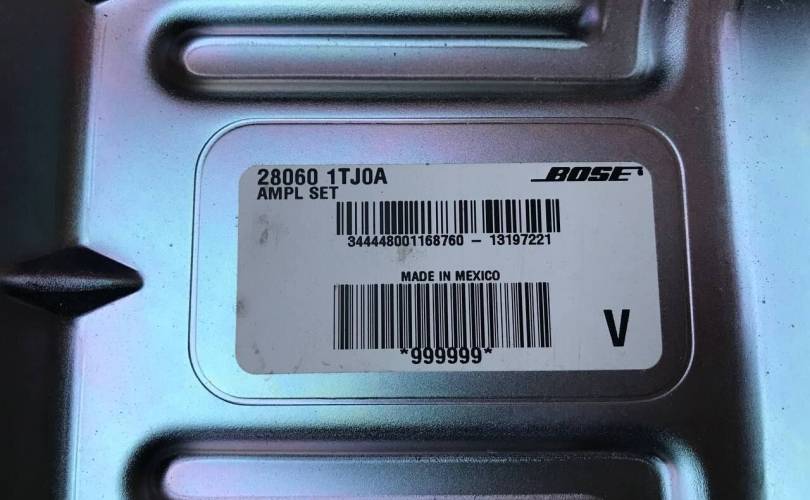 28060 1TJ0A
BOSE
AMPL SET
344448001168760 - 13197221
MADE IN MEXICO
*999999*
V